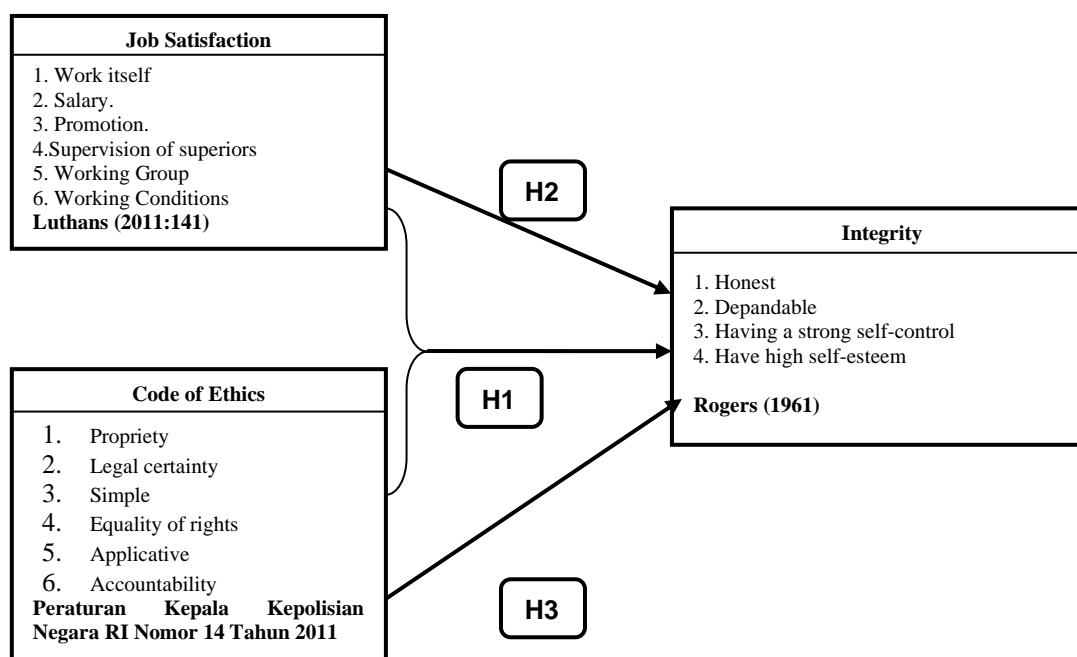 Job Satisfaction
1. Work itself
2. Salary.
3. Promotion.
4.Supervision of superiors
5. Working Group
6. Working Conditions
Luthans (2011:141)
H2
Integrity
1. Honest
2. Depandable
3. Having a strong self-control
4. Have high self-esteem
Rogers (1961)
H1
Code of Ethics
1. Propriety
2. Legal certainty
3. Simple
4. Equality of rights
5. Applicative
6. Accountability
Peraturan Kepala Kepolisian
Negara RI Nomor 14 Tahun 2011
H3